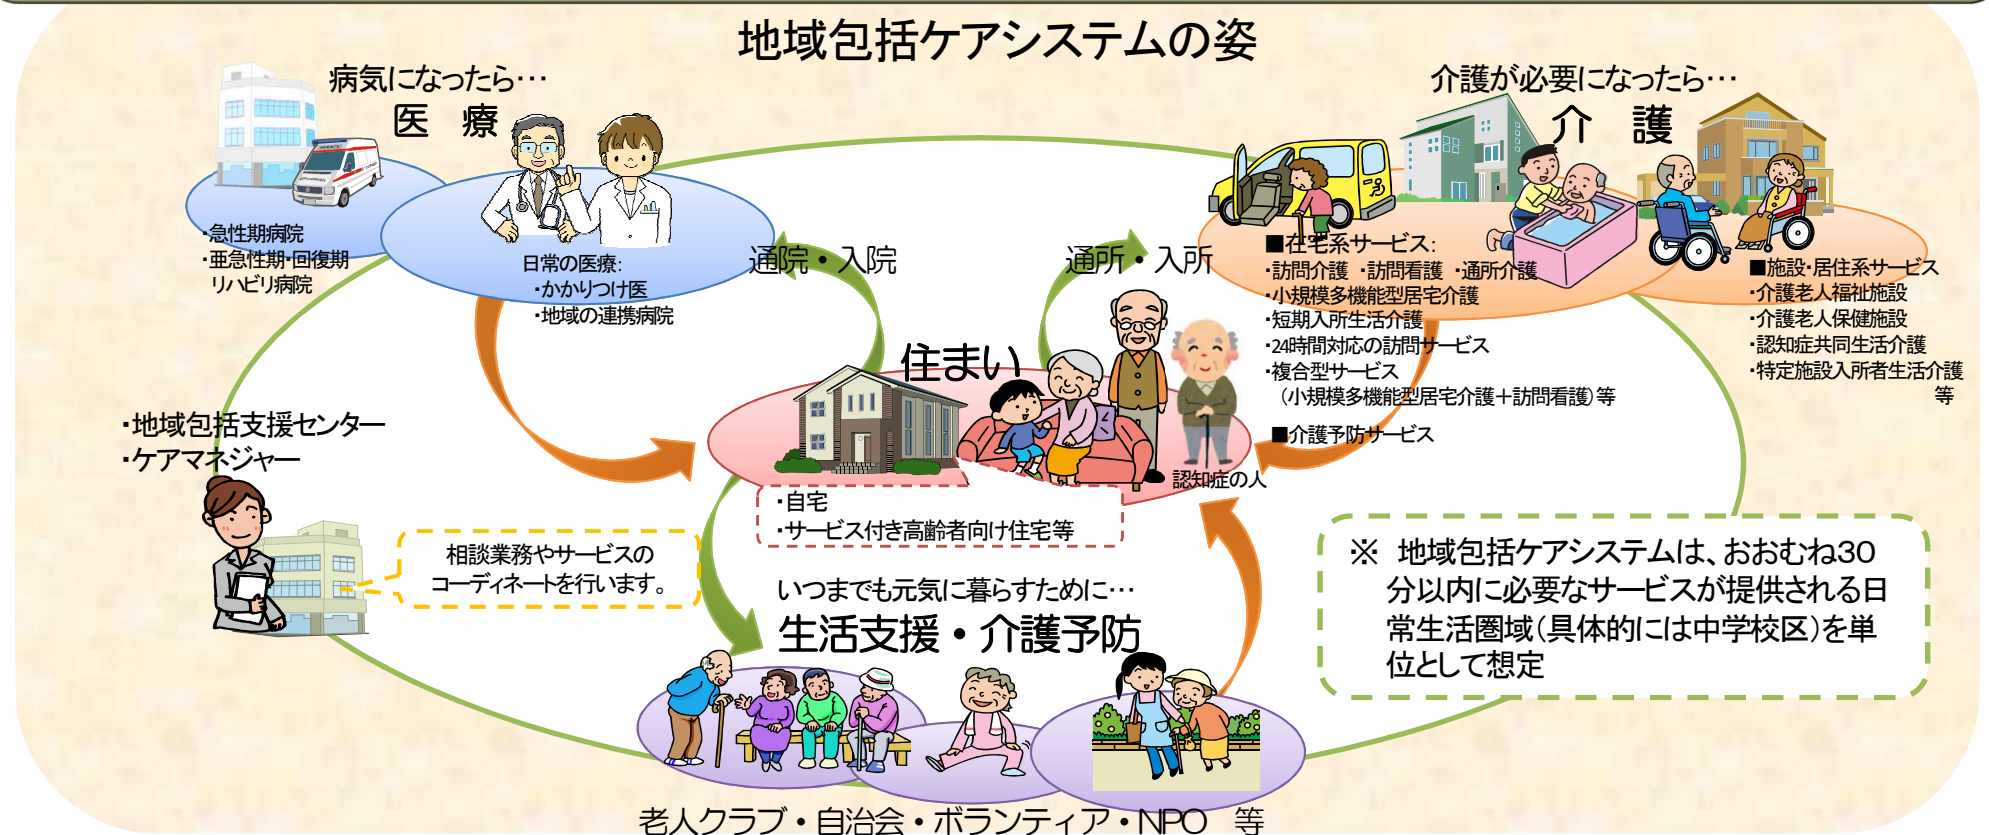 地域包括ケアシステムの姿
病気になったら…
医　療
・急性期病院
・亜急性期・回復期
リハビリ病院
日常の医療：
・かかりつけ医
・地域の連携病院
通院・入院
通所・入所
介護が必要になったら…
介　護
■在宅系サービス：
・訪問介護 ・訪問看護 ・通所介護
・小規模多機能型居宅介護
・短期入所生活介護
・24時間対応の訪問サービス
・複合型サービス
（小規模多機能型居宅介護＋訪問看護）等
■介護予防サービス
■施設・居住系サービス
・介護老人福祉施設
・介護老人保健施設
・認知症共同生活介護
・特定施設入所者生活介護
等
住まい
認知症の人
・自宅
・サービス付き高齢者向け住宅等
・地域包括支援センター
・ケアマネジャー
相談業務やサービスの
コーディネートを行います。
いつまでも元気に暮らすために…
生活支援・介護予防
老人クラブ・自治会・ボランティア・NPO　等
※　地域包括ケアシステムは、おおむね30
分以内に必要なサービスが提供される日
常生活圏域（具体的には中学校区）を単
位として想定